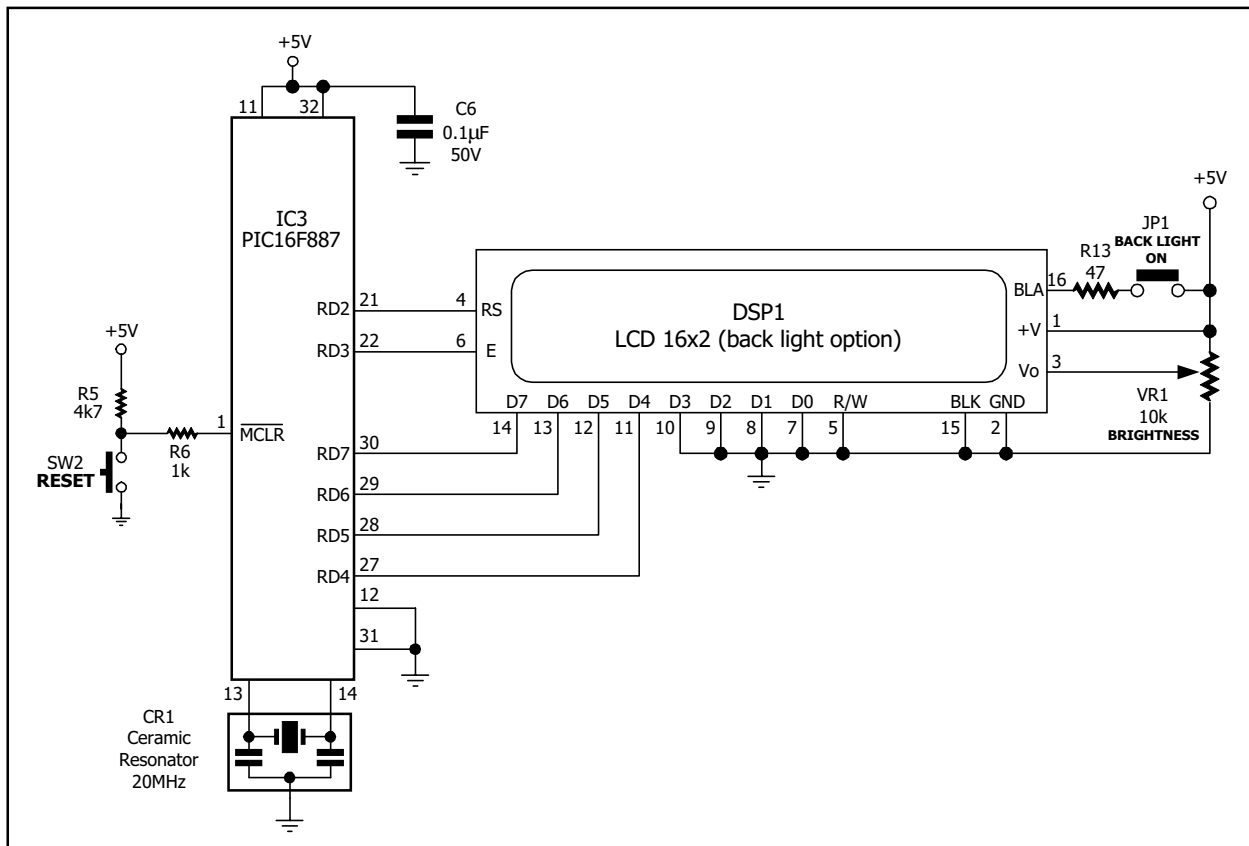 +5V
11
32
C6
0.1µF
50V
IC3
PIC16F887
+5V
JP1
BACK LIGHT
ON
R13
47
16
BLA
RD2
21
4
RS
DSP1
LCD 16x2 (back light option)
+V
1
RD3
22
6
E
Vo
3
VR1
10k
BRIGHTNESS
+5V
R5
4k7
1
MCLR
R6
1k
SW2
RESET
D7
D6
D5
D4
D3
D2
D1
D0
R/W
BLK
GND
14
13
12
11
10
9
8
7
5
15
2
RD7
30
RD6
29
RD5
28
RD4
27
12
31
13
14
CR1
Ceramic
Resonator
20MHz